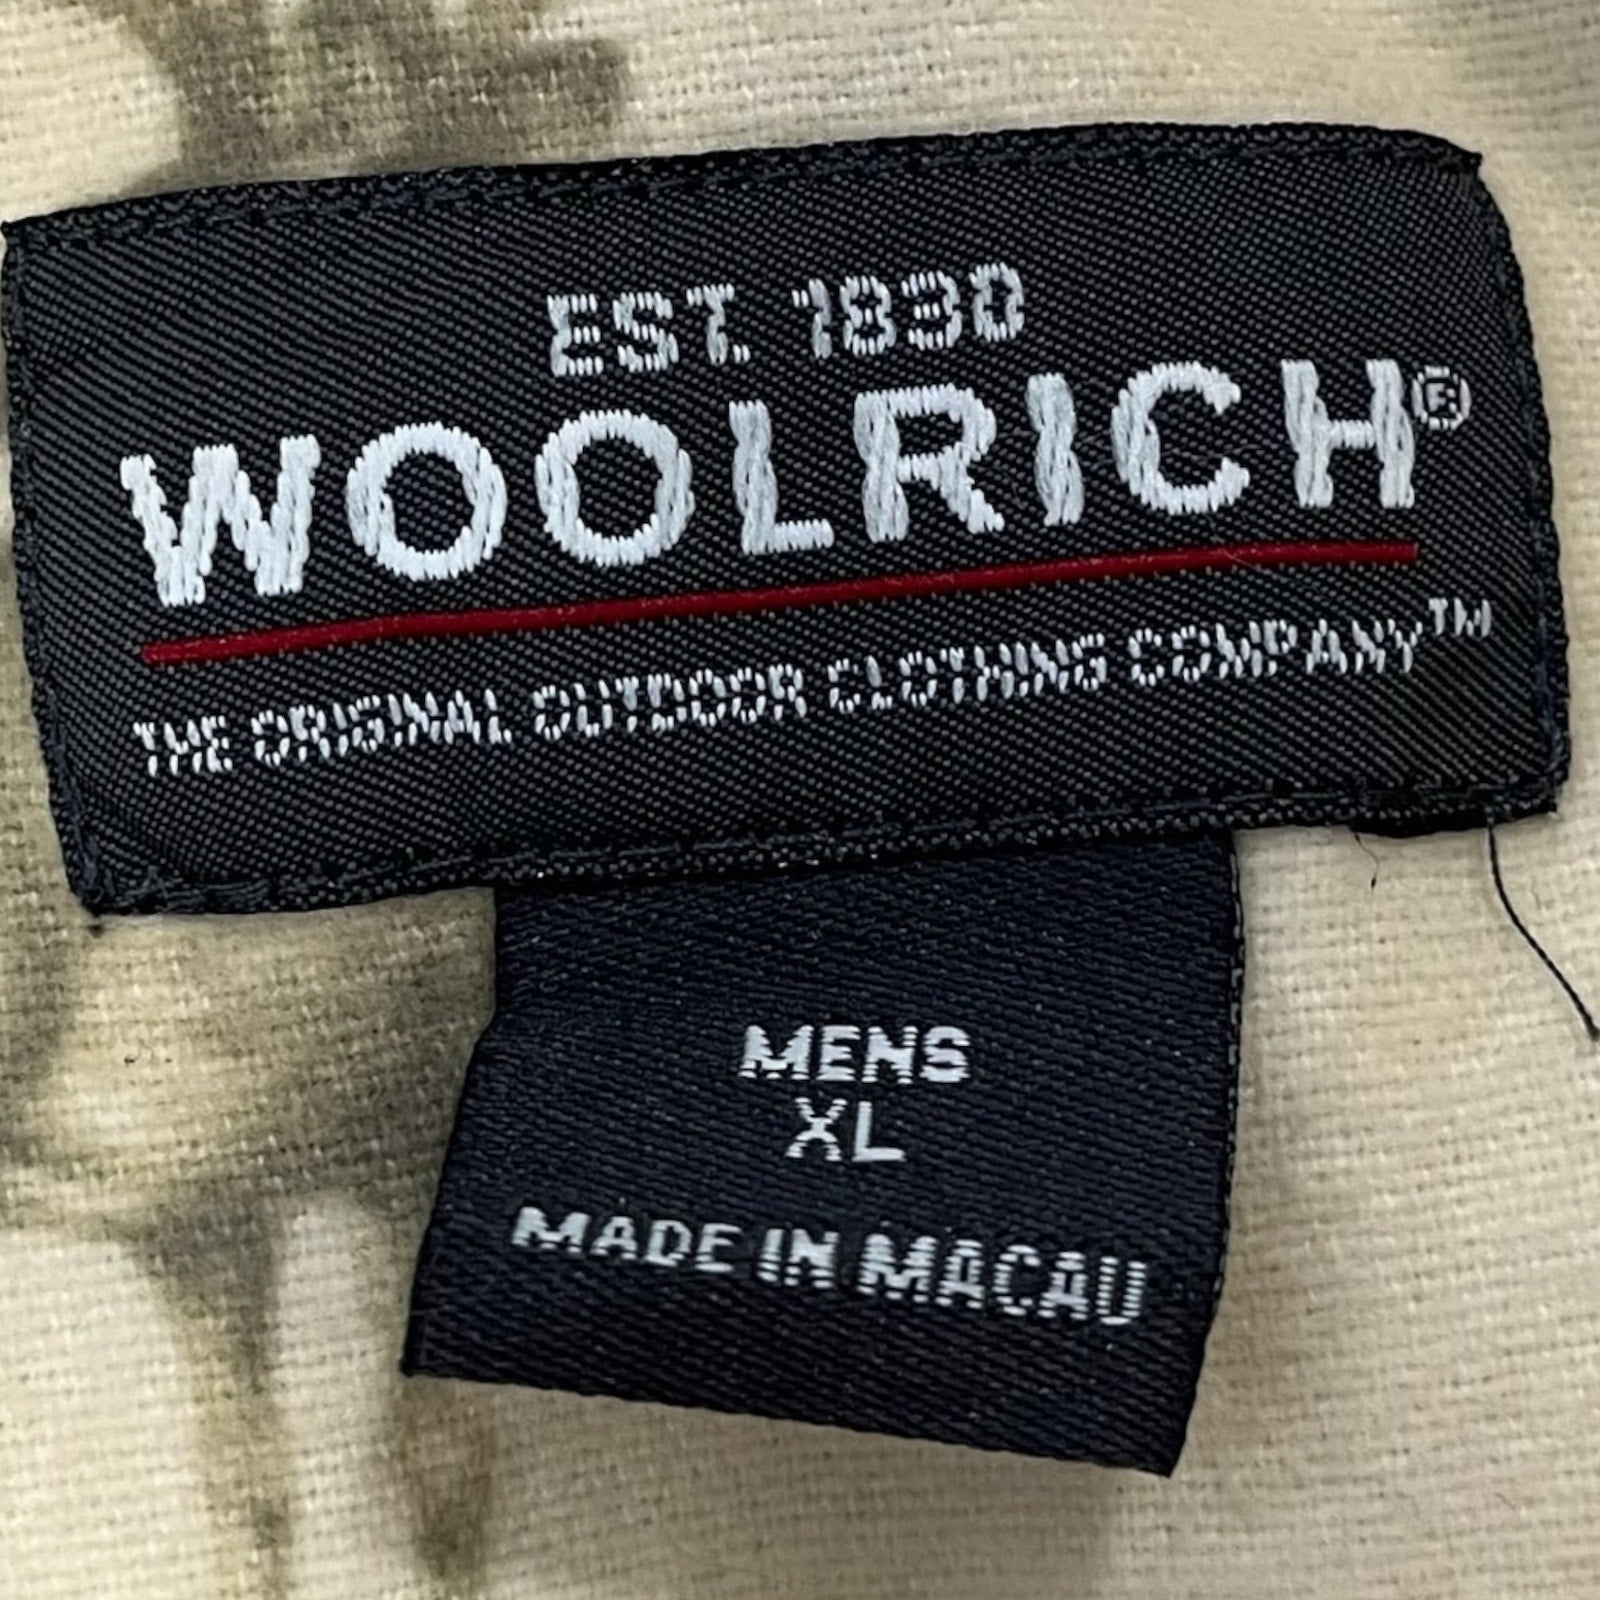 EST. 1830
WOOLRICH®
THE ORIGINAL OUTDOOR CLOTHING COMPANY™
MENS
XL
MADE IN MACAU